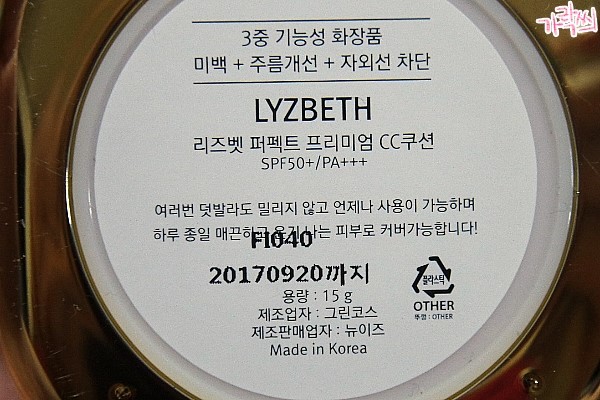 가락찌
3중 기능성 화장품
미백 + 주름개선 + 자외선 차단
LYZBETH
리즈벳 퍼펙트 프리미엄 CC쿠션
SPF50+/PA+++
여러번 덧발라도 밀리지 않고 언제나 사용이 가능하며
하루 종일 매끈하고 윤기 나는 피부로 커버가능합니다!
FI040
20170920까지
플라스틱
OTHER
뚜껑 : OTHER
용량 : 15 g
제조업자 : 그린코스
제조판매업자 : 뉴이즈
Made in Korea